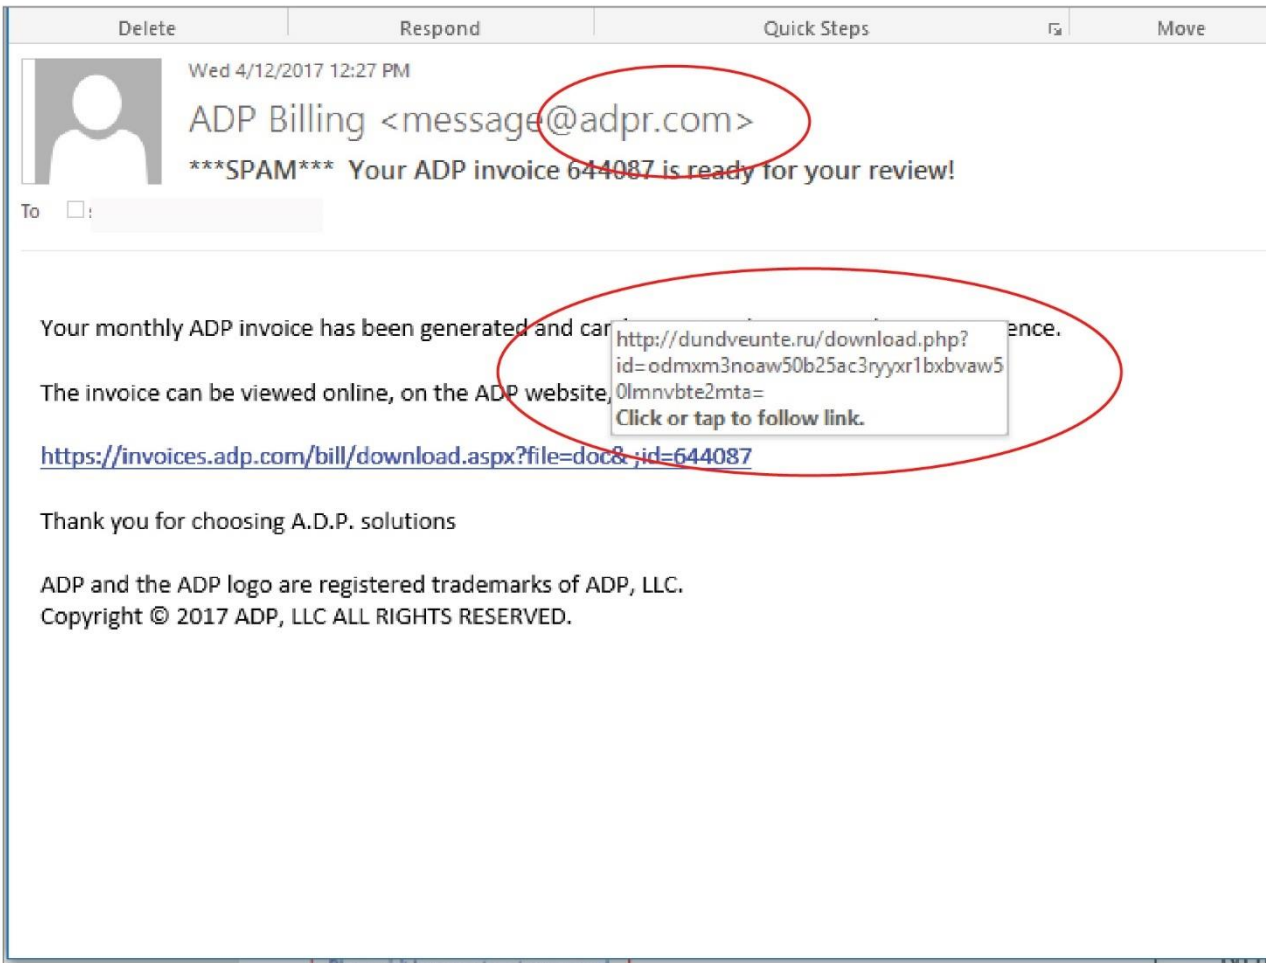 Delete Respond Quick Steps Move
Wed 4/12/2017 12:27 PM
ADP Billing <message@adpr.com>
***SPAM*** Your ADP invoice 644087 is ready for your review!
To
Your monthly ADP invoice has been generated and ence.
http://dundveunte.ru/download.php?
id=odmxm3noaw50b25ac3ryyxr1bxbvaw5
0lmnvbte2mta=
Click or tap to follow link.
The invoice can be viewed online, on the ADP website,
https://invoices.adp.com/bill/download.aspx?file=doc& ;id=644087
Thank you for choosing A.D.P. solutions
ADP and the ADP logo are registered trademarks of ADP, LLC.
Copyright © 2017 ADP, LLC ALL RIGHTS RESERVED.